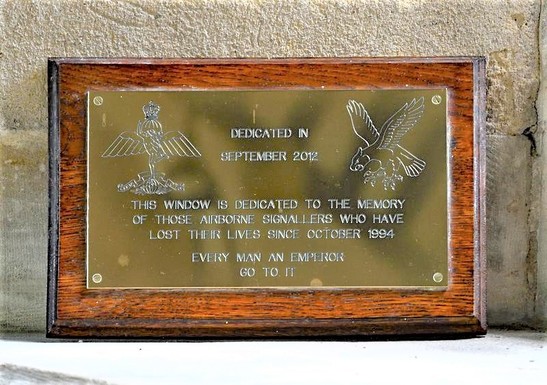 DEDICATED IN
SEPTEMBER 2012
THIS WINDOW IS DEDICATED TO THE MEMORY
OF THOSE AIRBORNE SIGNALLERS WHO HAVE
LOST THEIR LIVES SINCE OCTOBER 1994
EVERY MAN AN EMPEROR
GO TO IT